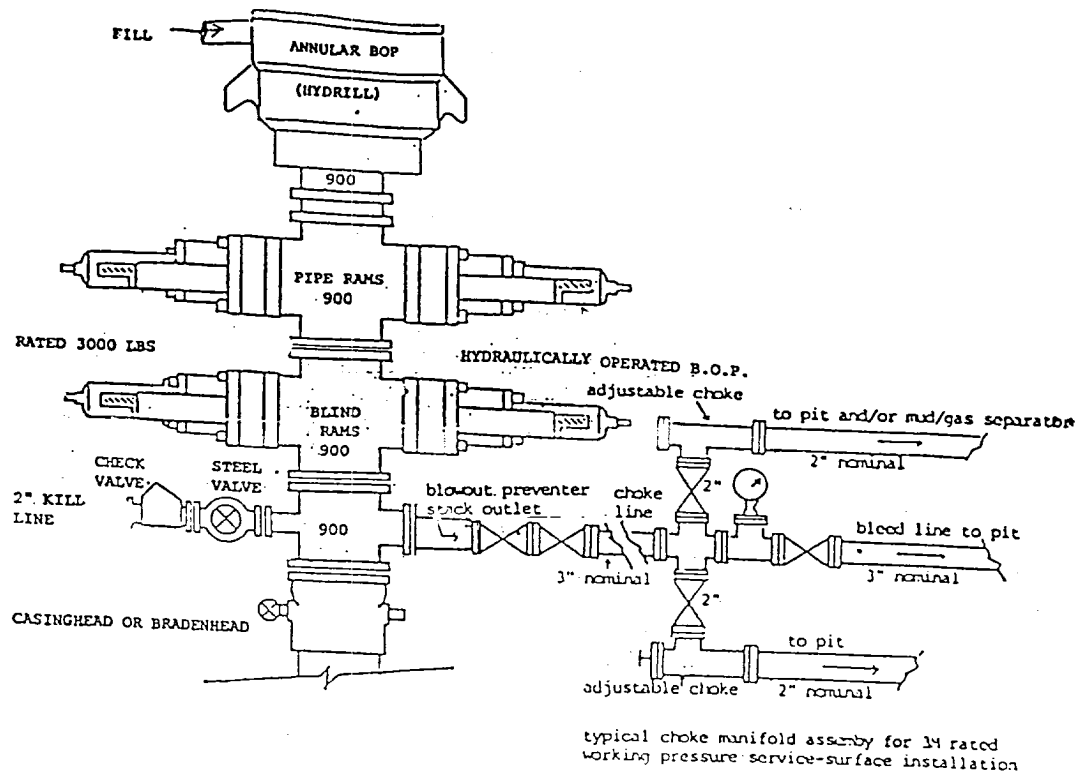 FILL
ANNULAR BOP
(HYDRILL)
900
PIPE RAMS
900
RATED 3000 LBS
HYDRAULICALLY OPERATED B.O.P.
adjustable choke
to pit and/or mud/gas separator
2" nominal
BLIND
RAMS
900
CHECK
VALVE
STEEL
VALVE
2" KILL
LINE
900
blowout preventer
stack outlet
choke
line
2"
bleed line to pit
3" nominal
3" nominal
2"
CASINGHEAD OR BRADENHEAD
to pit
adjustable choke
2" nominal
typical choke manifold assemby for 3M rated
working pressure service-surface installation